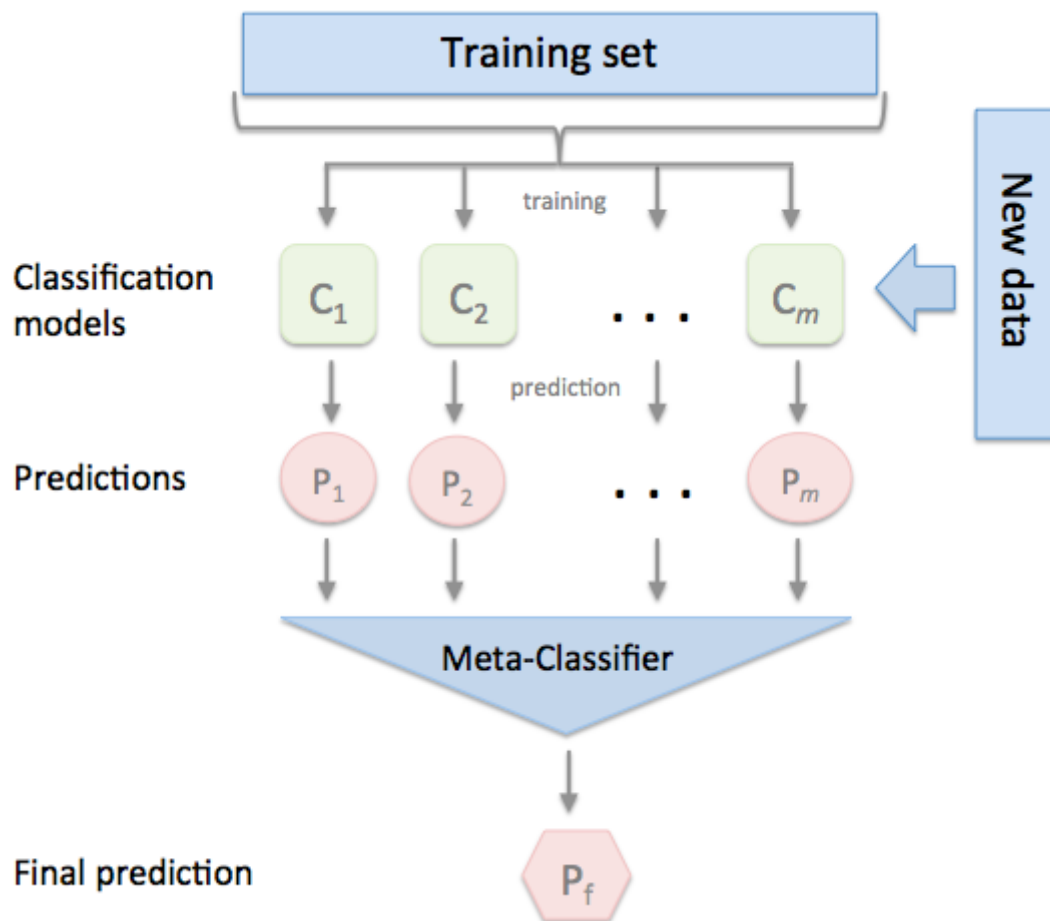 Training set
New data
training
Classification
models
C1
C2
. . .
Cm
prediction
Predictions
P1
P2
. . .
Pm
Meta-Classifier
Final prediction
Pf